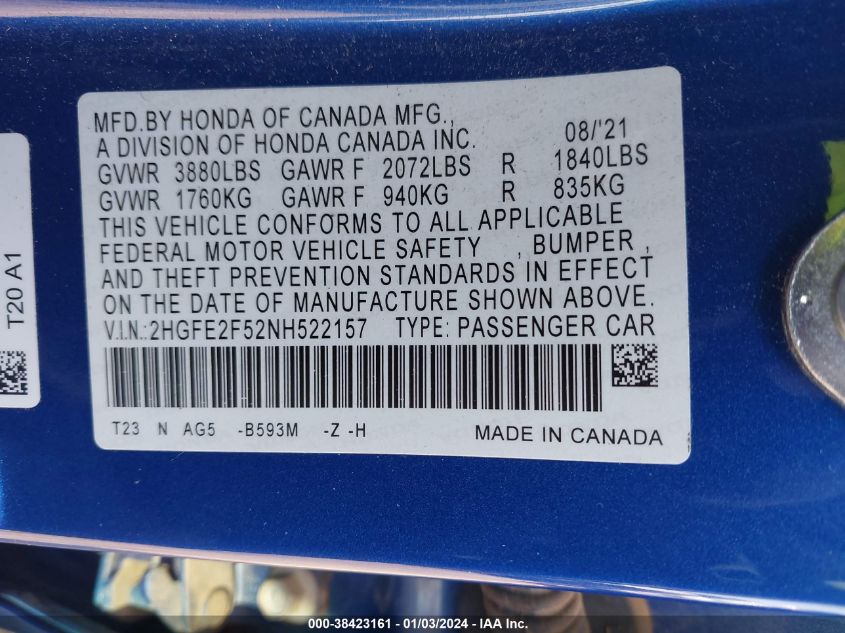 MFD.BY HONDA OF CANADA MFG.,
A DIVISION OF HONDA CANADA INC. 08/'21
GVWR 3880LBS GAWR F 2072LBS R 1840LBS
GVWR 1760KG GAWR F 940KG R 835KG
THIS VEHICLE CONFORMS TO ALL APPLICABLE
FEDERAL MOTOR VEHICLE SAFETY , BUMPER ,
AND THEFT PREVENTION STANDARDS IN EFFECT
ON THE DATE OF MANUFACTURE SHOWN ABOVE.
V.I.N.:2HGFE2F52NH522157 TYPE: PASSENGER CAR
T23 N AG5 -B593M -Z -H MADE IN CANADA
T20 A1
000-38423161 - 01/03/2024 - IAA Inc.